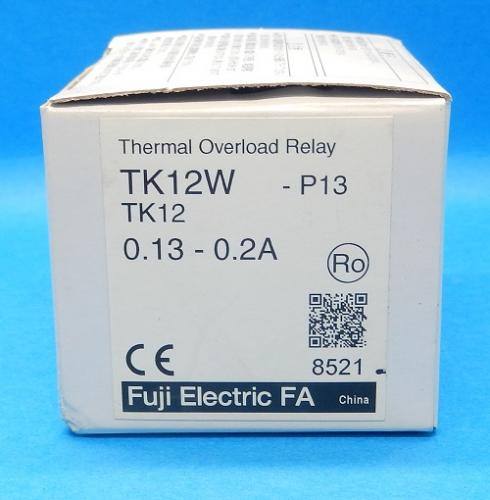 Thermal Overload Relay
TK12W - P13
TK12
0.13 - 0.2A
Ro
CE
8521
Fuji Electric FA China